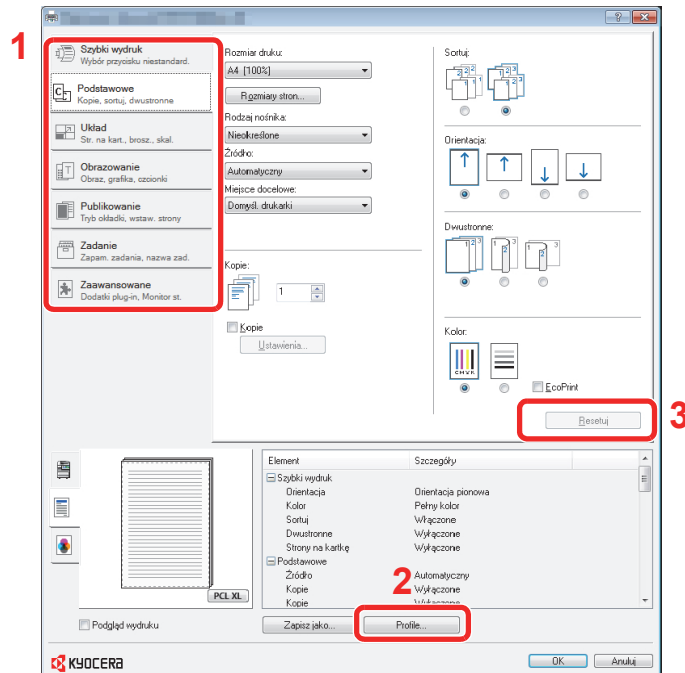 1
Szybki wydruk
Wybór przycisku niestandard.
Podstawowe
Kopie, sortuj, dwustronne
Układ
Str. na kart., brosz., skal.
Obrazowanie
Obraz, grafika, czcionki
Publikowanie
Tryb okładki, wstaw. strony
Zadanie
Zapam. zadania, nazwa zad.
Zaawansowane
Dodatki plug-in, Monitor st.
Rozmiar druku:
A4 [100%]
Rozmiary stron...
Rodzaj nośnika:
Nieokreślone
Źródło:
Automatyczny
Miejsce docelowe:
Domyśl. drukarki
Kopie:
1
Kopie
Ustawienia...
Sortuj:
Orientacja:
Dwustronne:
Kolor:
CMYK
EcoPrint
Resetuj
3
Element Szczegóły
Szybki wydruk
Orientacja Orientacja pionowa
Kolor Pełny kolor
Sortuj Włączone
Dwustronne Wyłączone
Strony na kartkę Wyłączone
Podstawowe
Źródło Automatyczny
Kopie Wyłączone
Kopie Wyłączone
2
PCL XL
Podgląd wydruku
Zapisz jako...
Profile...
KYOCERA
OK
Anuluj